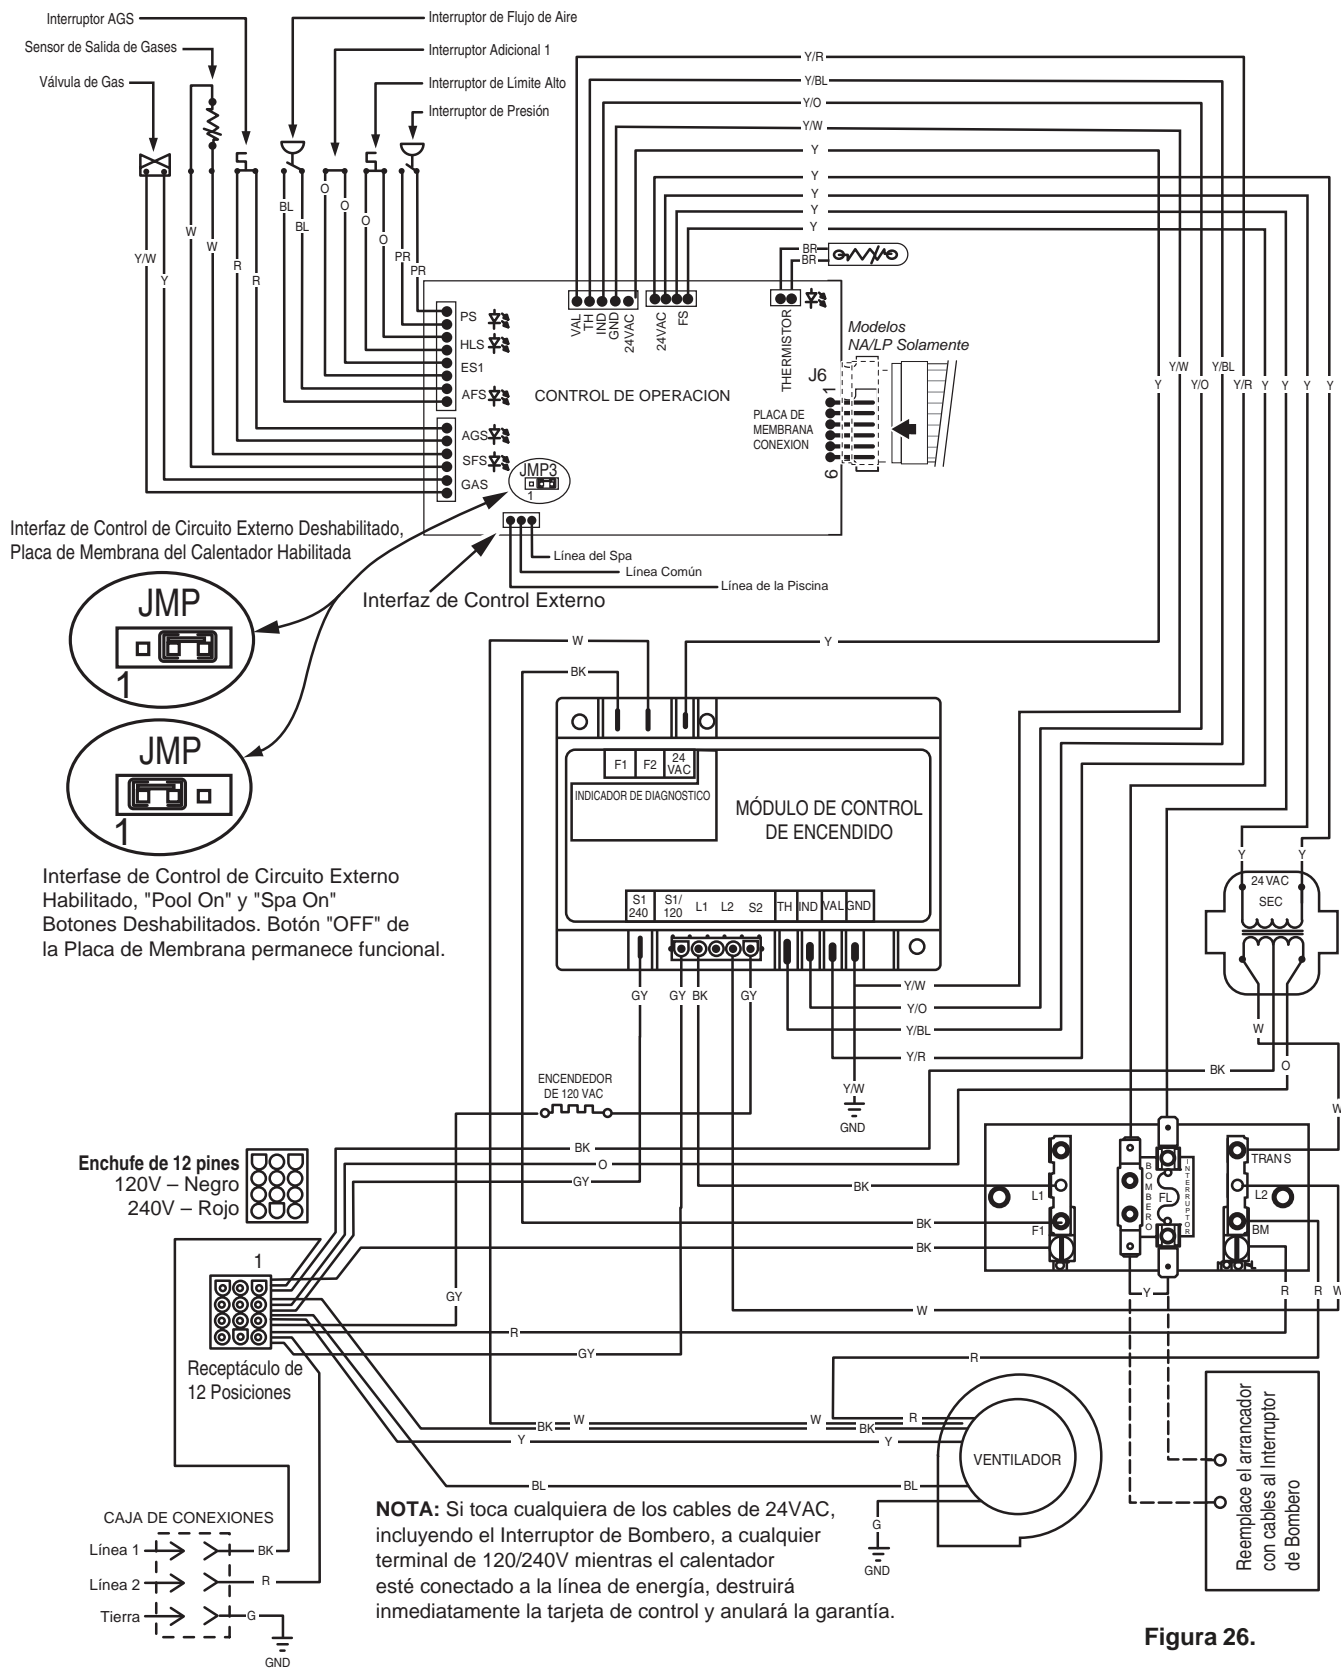 Interruptor AGS
Sensor de Salida de Gases
Válvula de Gas
Interruptor de Flujo de Aire
Interruptor Adicional 1
Interruptor de Límite Alto
Interruptor de Presión
Y/R
Y/BL
Y/O
Y/W
Y
Y
Y
Y
Y
BR
BR
Y/W
Y
W
W
R
R
BL
BL
O
O
O
O
PR
PR
PS
HLS
ES1
AFS
AGS
SFS
GAS
VAL
TH
IND
GND
24VAC
24VAC
FS
THERMISTOR
CONTROL DE OPERACION
Modelos
NA/LP Solamente
J6
1
6
PLACA DE
MEMBRANA
CONEXION
JMP3
1
Y
Y/W
Y/O
Y/BL
Y/R
Y
Y
Y
Y
Interfaz de Control de Circuito Externo Deshabilitado,
Placa de Membrana del Calentador Habilitada
Línea del Spa
Línea Común
Línea de la Piscina
Interfaz de Control Externo
JMP
1
JMP
1
Interfase de Control de Circuito Externo
Habilitado, "Pool On" y "Spa On"
Botones Deshabilitados. Botón "OFF" de
la Placa de Membrana permanece funcional.
W
BK
Y
F1
F2
24
VAC
INDICADOR DE DIAGNOSTICO
MÓDULO DE CONTROL
DE ENCENDIDO
S1
240
S1/
120
L1
L2
S2
TH
IND
VAL
GND
GY
GY
BK
GY
Y/W
Y/O
Y/BL
Y/R
Y/W
GND
Y
Y
24 VAC
SEC
W
O
BK
W
ENCENDEDOR
DE 120 VAC
Enchufe de 12 pines
120V – Negro
240V – Rojo
BK
O
GY
BK
BK
BK
L1
F1
BOMBERO
FL
INTERRUPTOR
TRANS
L2
BM
Y
R
R
W
1
Receptáculo de
12 Posiciones
GY
R
GY
W
R
BK
W
Y
BL
W
R
BK
Y
BL
VENTILADOR
G
GND
Reemplace el arrancador
con cables al Interruptor
de Bombero
CAJA DE CONEXIONES
Línea 1
BK
Línea 2
R
Tierra
G
GND
NOTA: Si toca cualquiera de los cables de 24VAC,
incluyendo el Interruptor de Bombero, a cualquier
terminal de 120/240V mientras el calentador
esté conectado a la línea de energía, destruirá
inmediatamente la tarjeta de control y anulará la garantía.
Figura 26.